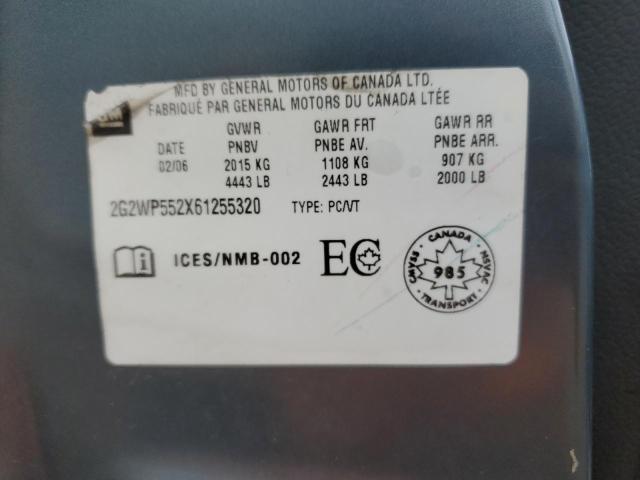 MFD BY GENERAL MOTORS OF CANADA LTD.
FABRIQUÉ PAR GENERAL MOTORS DU CANADA LTÉE
GM
GVWR GAWR FRT GAWR RR
DATE PNBV PNBE AV. PNBE ARR.
02/06 2015 KG 1108 KG 907 KG
4443 LB 2443 LB 2000 LB
2G2WP552X61255320 TYPE: PC/VT
i ICES/NMB-002 EC
CMVSS - CANADA - NSVAC
985
TRANSPORT